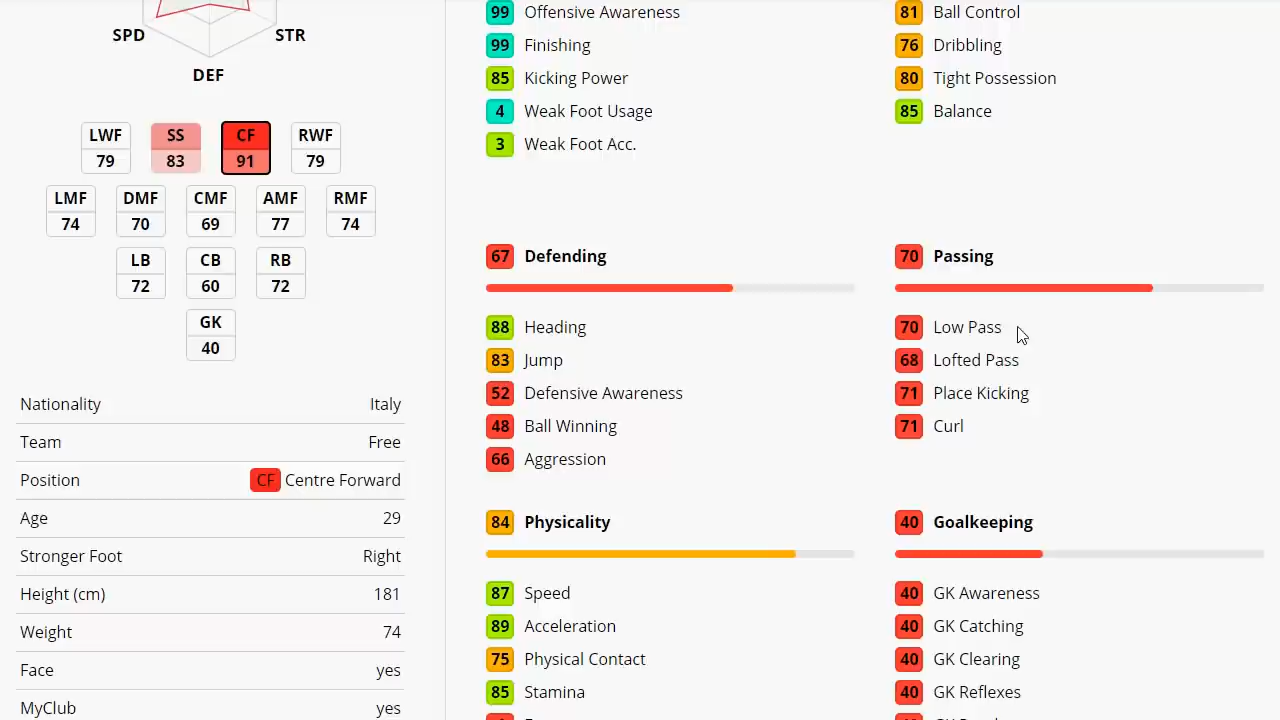 SPD
STR
DEF
LWF
SS
CF
RWF
79
83
91
79
LMF
DMF
CMF
AMF
RMF
74
70
69
77
74
LB
CB
RB
72
60
72
GK
40
Nationality Italy
Team Free
Position CF Centre Forward
Age 29
Stronger Foot Right
Height (cm) 181
Weight 74
Face yes
MyClub yes
99 Offensive Awareness
99 Finishing
85 Kicking Power
4 Weak Foot Usage
3 Weak Foot Acc.
81 Ball Control
76 Dribbling
80 Tight Possession
85 Balance
67 Defending
88 Heading
83 Jump
52 Defensive Awareness
48 Ball Winning
66 Aggression
70 Passing
70 Low Pass
68 Lofted Pass
71 Place Kicking
71 Curl
84 Physicality
87 Speed
89 Acceleration
75 Physical Contact
85 Stamina
40 Goalkeeping
40 GK Awareness
40 GK Catching
40 GK Clearing
40 GK Reflexes